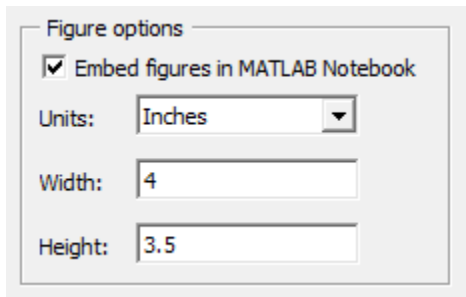 Figure options
Embed figures in MATLAB Notebook
Units: Inches
Width: 4
Height: 3.5